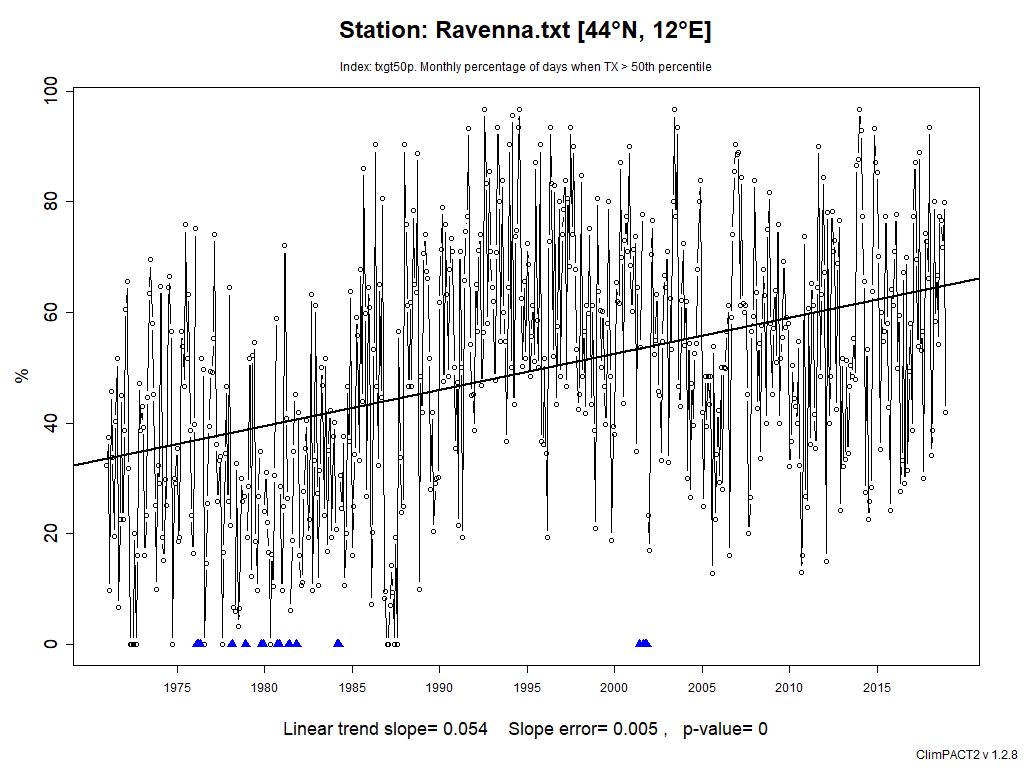 Station: Ravenna.txt [44°N, 12°E]
Index: txgt50p. Monthly percentage of days when TX > 50th percentile
100
80
60
40
20
0
%
1975 1980 1985 1990 1995 2000 2005 2010 2015
Linear trend slope= 0.054 Slope error= 0.005 , p-value= 0
ClimPACT2 v 1.2.8